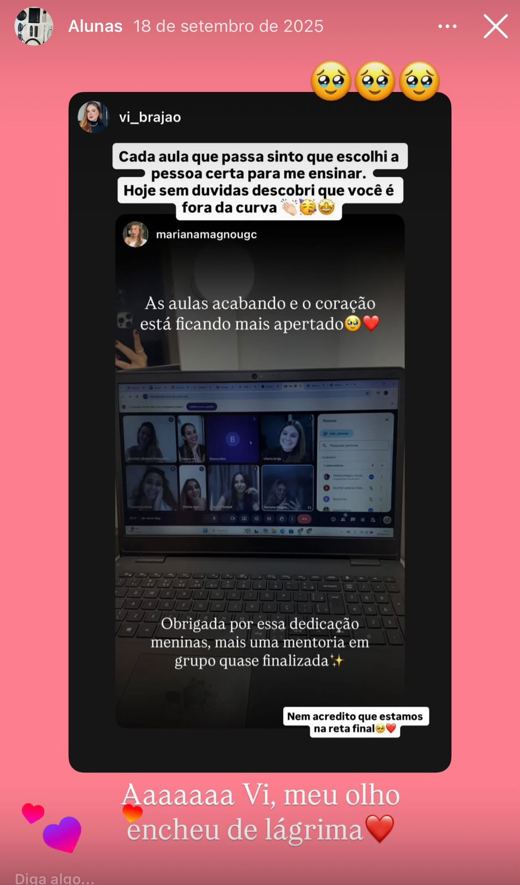 Alunas 18 de setembro de 2025
vi_brajao
Cada aula que passa sinto que escolhi a
pessoa certa para me ensinar.
Hoje sem duvidas descobri que você é
fora da curva 👏🏻🥳🤩
marianamagnougc
As aulas acabando e o coração
está ficando mais apertado🥹❤️
Obrigada por essa dedicação
meninas, mais uma mentoria em
grupo quase finalizada✨
Nem acredito que estamos
na reta final🥹❤️
Aaaaaaa Vi, meu olho
encheu de lágrima❤️
Diga algo...